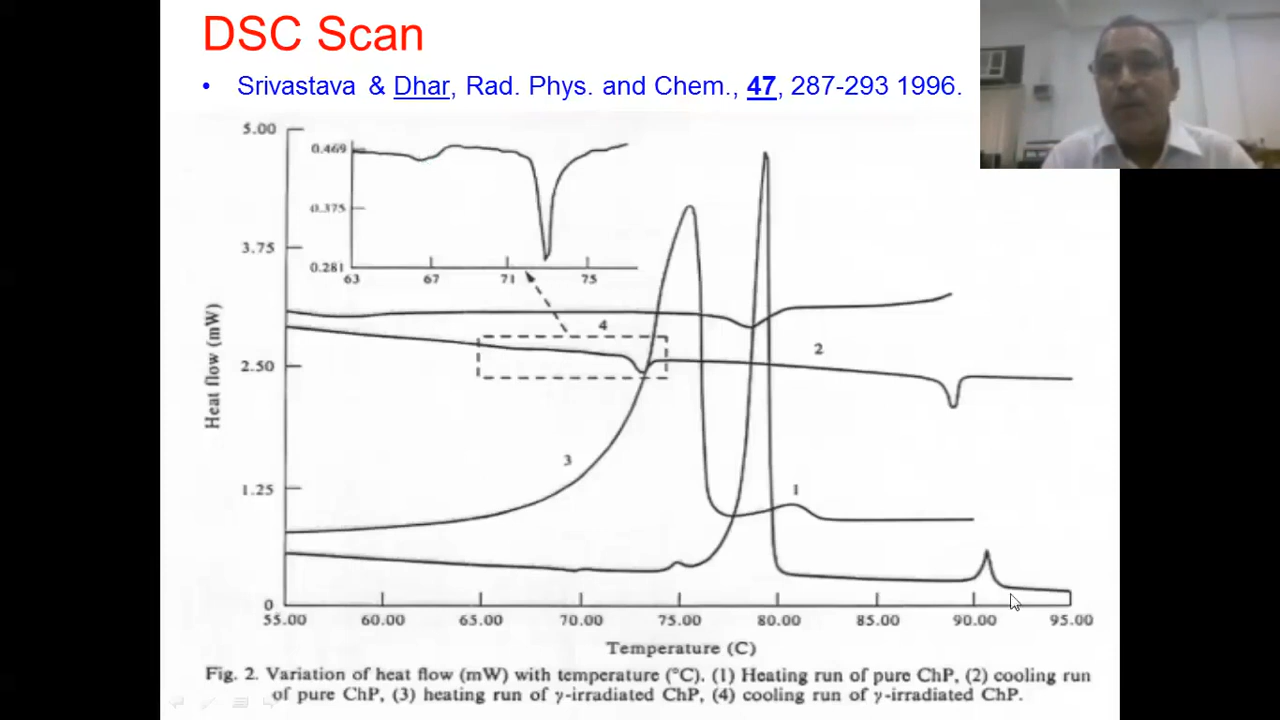 DSC Scan
• Srivastava & Dhar, Rad. Phys. and Chem., 47, 287-293 1996.
5.00
0.469
0.375
3.75
0.281
63 67 71 75
4
2
2.50
Heat flow (mW)
3
1.25
1
0
55.00 60.00 65.00 70.00 75.00 80.00 85.00 90.00 95.00
Temperature (C)
Fig. 2. Variation of heat flow (mW) with temperature (°C). (1) Heating run of pure ChP, (2) cooling run
of pure ChP, (3) heating run of γ-irradiated ChP, (4) cooling run of γ-irradiated ChP.